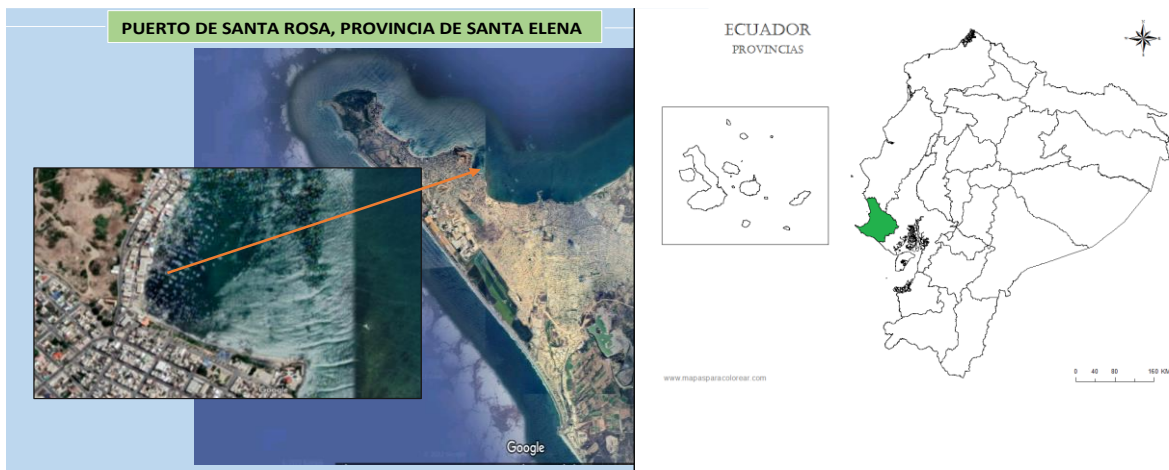 PUERTO DE SANTA ROSA, PROVINCIA DE SANTA ELENA
Google
ECUADOR
PROVINCIAS
www.mapasparacolorear.com
0 40 80 160 KM